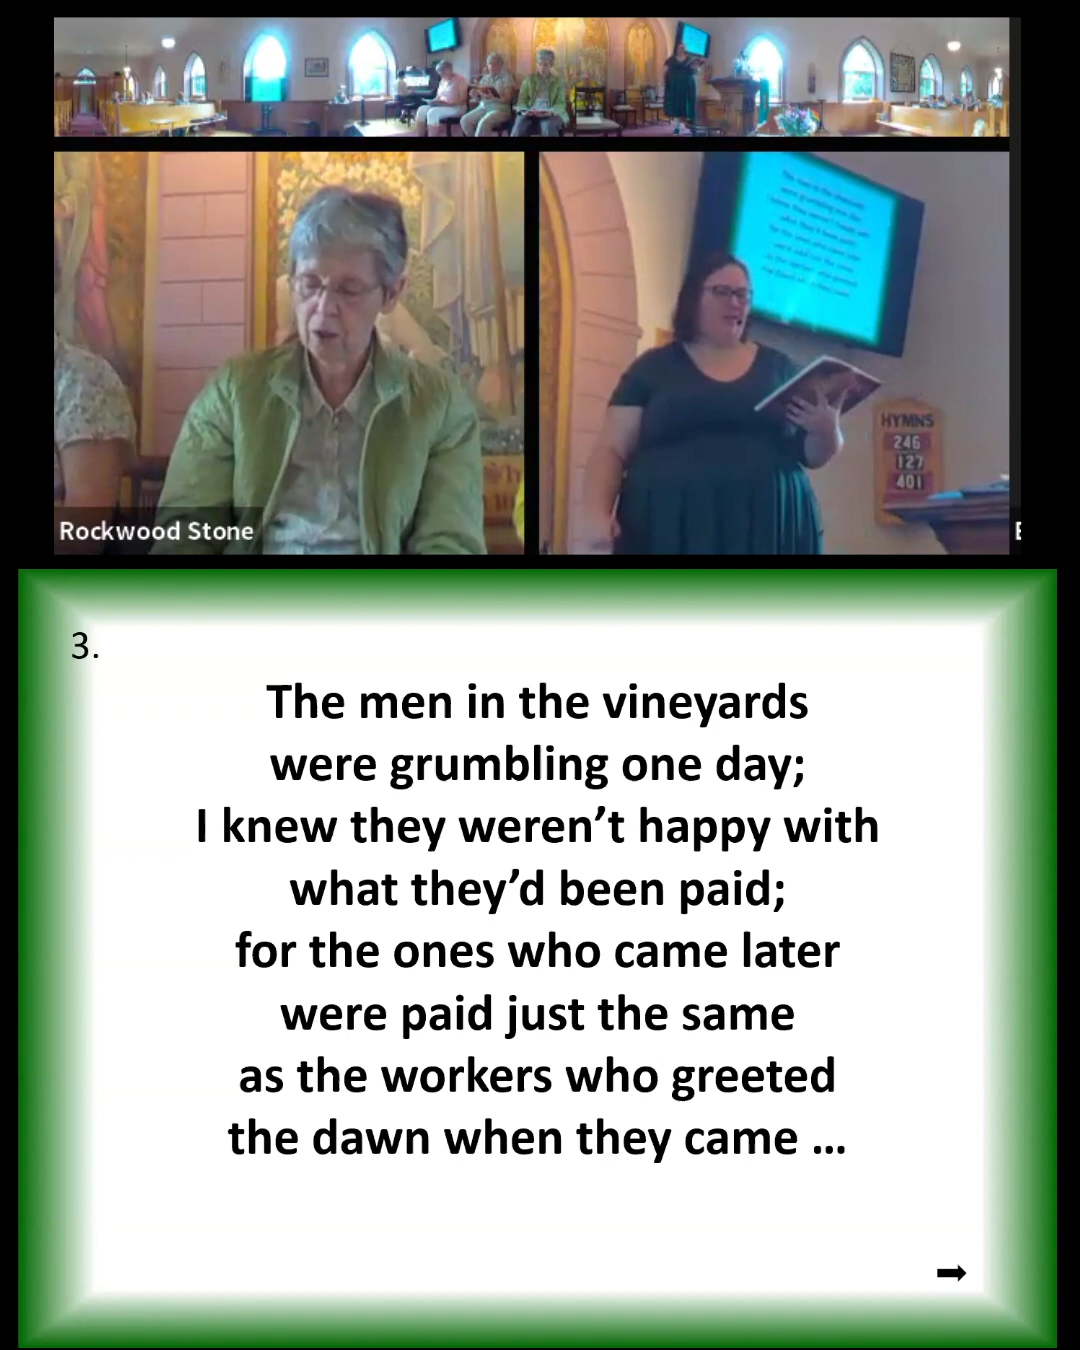 HYMNS
246
127
401
Rockwood Stone
3.
The men in the vineyards
were grumbling one day;
I knew they weren’t happy with
what they’d been paid;
for the ones who came later
were paid just the same
as the workers who greeted
the dawn when they came ...